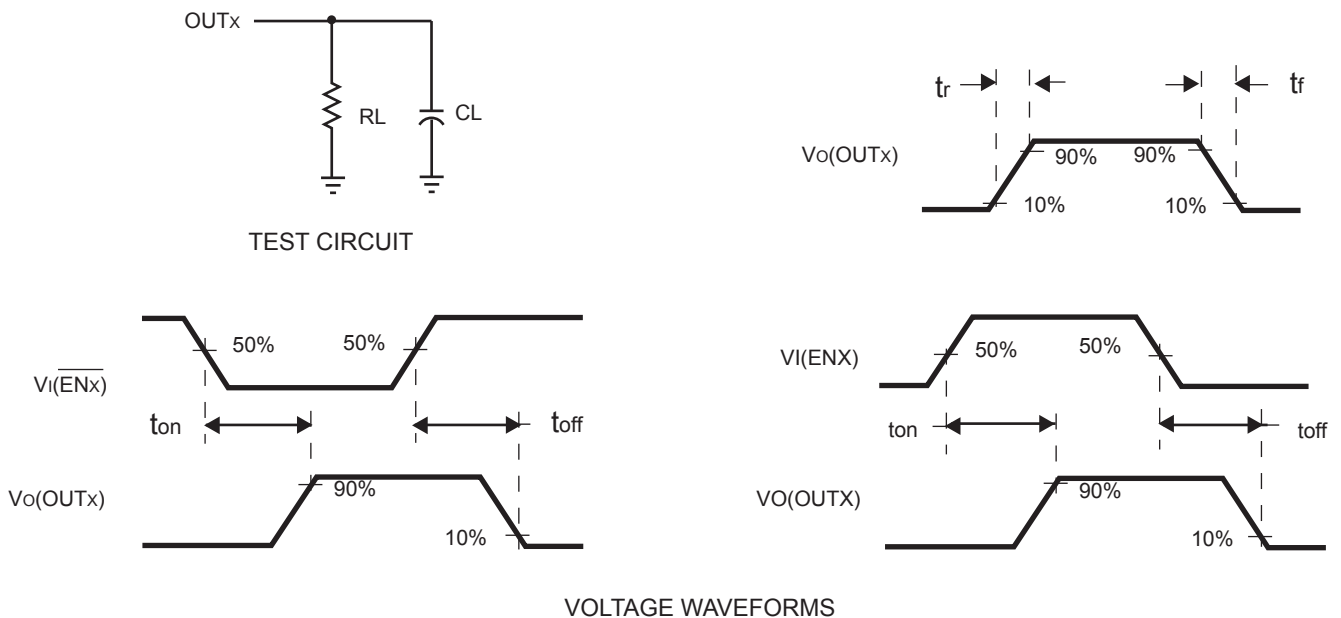 OUTx
RL
CL
TEST CIRCUIT
tr
tf
VO(OUTx)
90%
90%
10%
10%
VI(ENx)
50%
50%
ton
toff
VO(OUTx)
90%
10%
VI(ENX)
50%
50%
ton
toff
VO(OUTX)
90%
10%
VOLTAGE WAVEFORMS